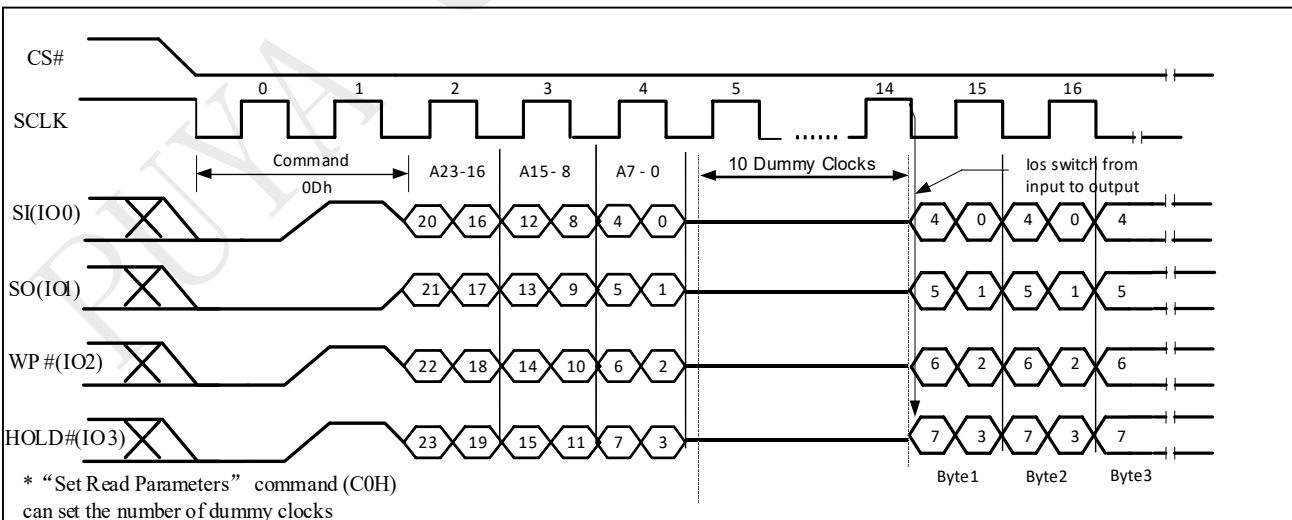 PUYA
CS#
0 1 2 3 4 5 14 15 16
SCLK
Command
0Dh
A23-16 A15-8 A7-0
10 Dummy Clocks
Ios switch from
input to output
SI(IO0) 20 16 12 8 4 0 4 0 4 0 4
SO(IO1) 21 17 13 9 5 1 5 1 5 1 5
WP#(IO2) 22 18 14 10 6 2 6 2 6 2 6
HOLD#(IO3) 23 19 15 11 7 3 7 3 7 3 7
Byte1 Byte2 Byte3
* “Set Read Parameters” command (C0H)
can set the number of dummy clocks